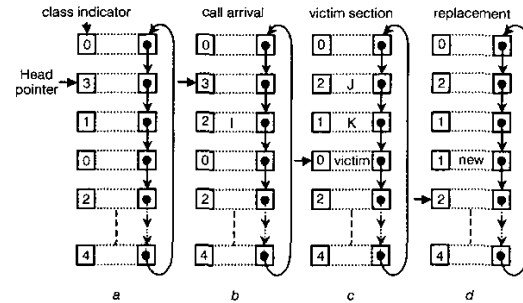 class indicator call arrival victim section replacement
0 0 0 0
Head pointer 3 3 2 J 2
1 2 I 1 K 1
0 0 0 victim 1 new
2 2 2 2
4 4 4 4
a b c d